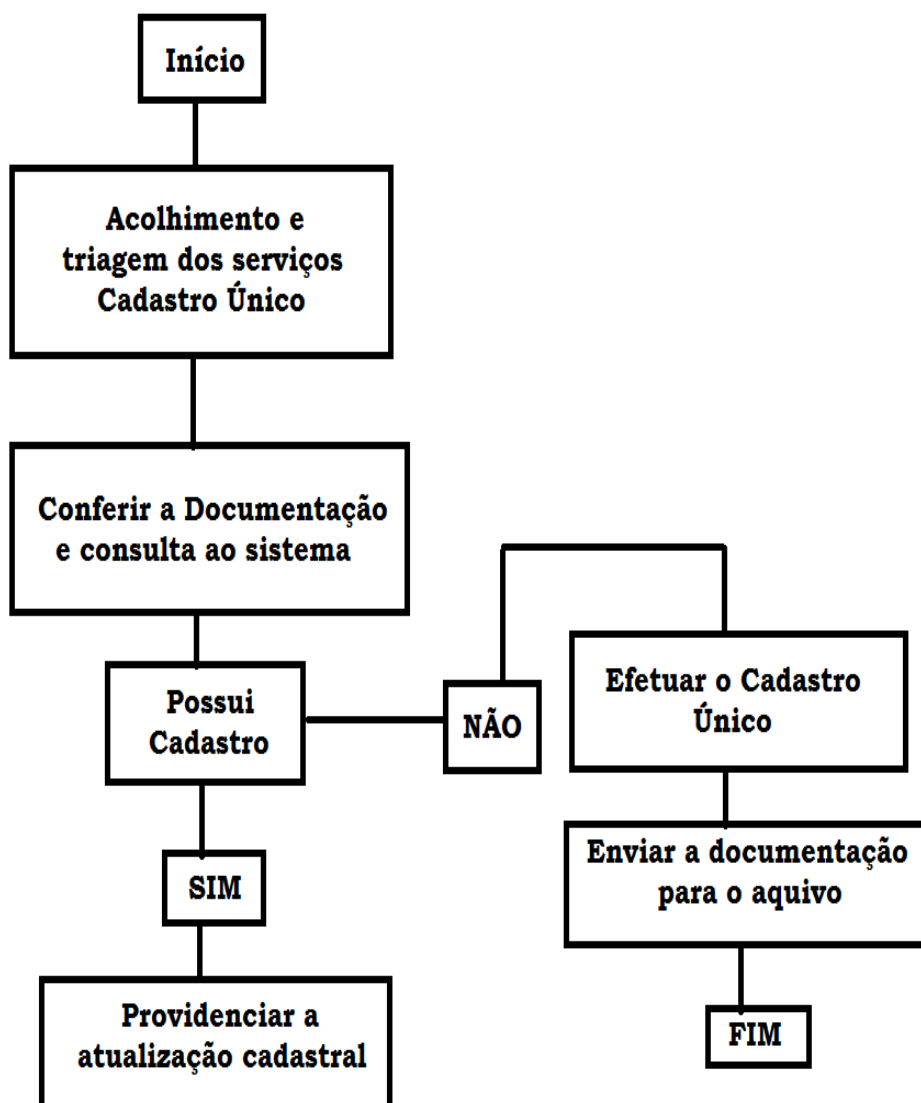 Início
Acolhimento e
triagem dos serviços
Cadastro Único
Conferir a Documentação
e consulta ao sistema
Possui
Cadastro
NÃO
Efetuar o Cadastro
Único
Enviar a documentação
para o aquivo
SIM
FIM
Providenciar a
atualização cadastral